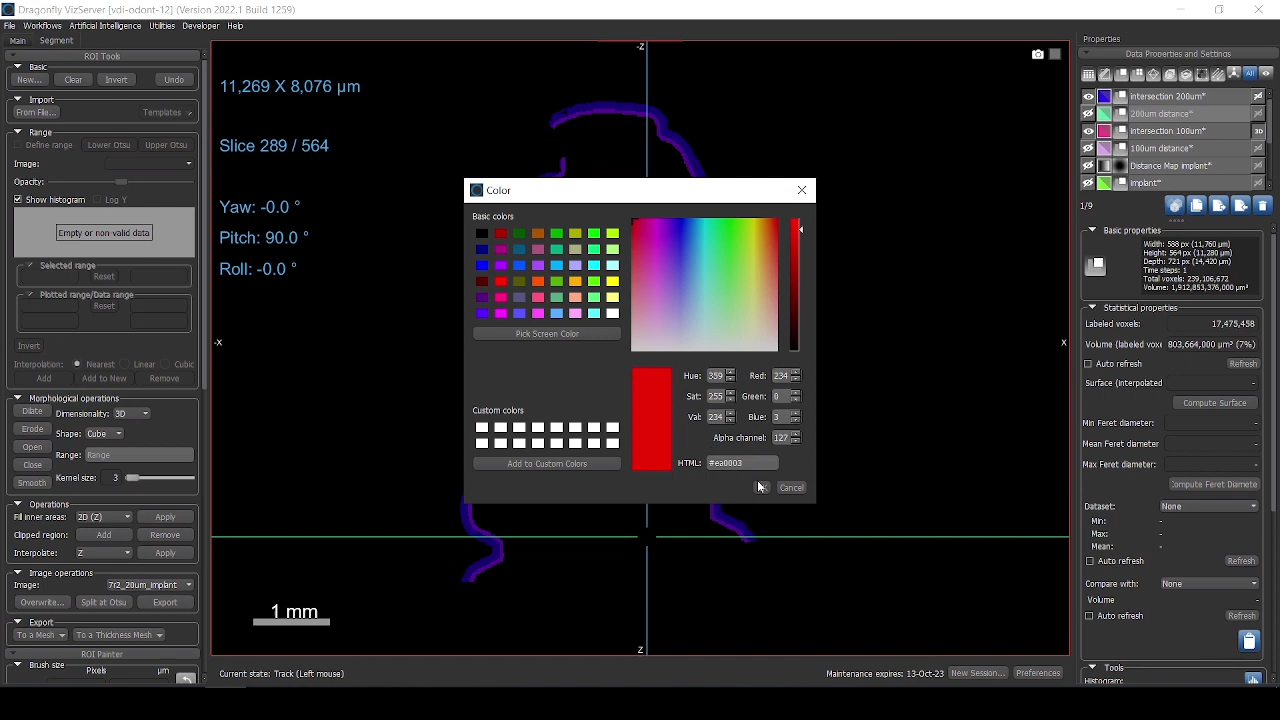 Dragonfly VizServer [vdi-odont-12] (Version 2022.1 Build 1259)
File Workflows Artificial Intelligence Utilities Developer Help
Main Segment
ROI Tools
Basic
New... Clear Invert Undo
Import
From File... Templates
Range
Define range Lower Otsu Upper Otsu
Image:
Opacity:
Show histogram Log Y
Empty or non-valid data
Selected range
Reset
Plotted range/Data range
Reset
Invert
Interpolation: Nearest Linear Cubic
Add Add to New Remove
Morphological operations
Dilate Dimensionality: 3D
Erode Shape: Cube
Open Range: Range
Close Kernel size: 3
Smooth
Operations
Fill inner areas: 2D (Z) Apply
Clipped region: Add Remove
Interpolate: Z Apply
Image operations
Image: 7r2_20um_implant
Overwrite... Split at Otsu Export
Export
To a Mesh To a Thickness Mesh
ROI Painter
Brush size
Pixels µm
11,269 X 8,076 µm
Slice 289 / 564
Yaw: -0.0 °
Pitch: 90.0 °
Roll: -0.0 °
-Z
-X
X
Z
1 mm
Color
Basic colors
Pick Screen Color
Custom colors
Add to Custom Colors
Hue: 359 Red: 234
Sat: 255 Green: 0
Val: 234 Blue: 3
Alpha channel: 127
HTML: #ea0003
Cancel
Current state: Track (Left mouse)
Maintenance expires: 13-Oct-23 New Session... Preferences
Properties
Data Properties and Settings
All
intersection 200um*
200um distance*
intersection 100um* 3D
100um distance*
Distance Map implant*
implant*
1/9
Basic properties
Width: 588 px (11,760 µm)
Height: 564 px (11,280 µm)
Depth: 721 px (14,420 µm)
Time steps: 1
Total voxels: 239,106,672
Volume: 1,912,853,376,000 µm³
Statistical properties
Labeled voxels: 17,475,458
Volume (labeled vox 803,664,000 µm³ (7%)
Auto refresh Refresh
Surface (interpolated -
Compute Surface
Min Feret diameter: -
Mean Feret diameter: -
Max Feret diameter: -
Compute Feret Diamete
Dataset: None
Min: -
Max: -
Mean: -
Auto refresh Refresh
Compare with: None
Volume -
Auto refresh Refresh
Tools
Histogram: